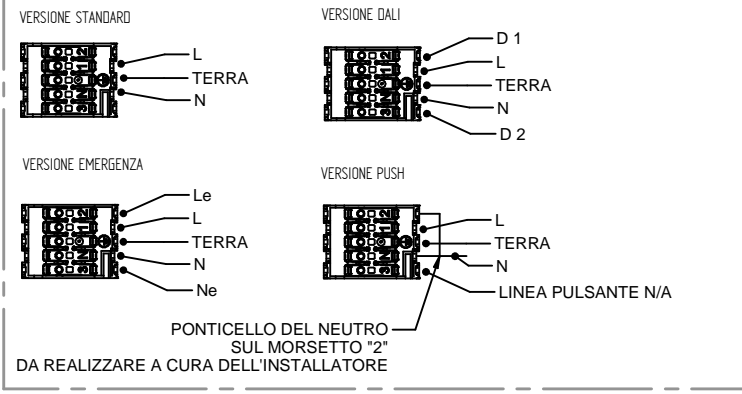 VERSIONE STANDARD
L
TERRA
N
VERSIONE DALI
D 1
L
TERRA
N
D 2
VERSIONE EMERGENZA
Le
L
TERRA
N
Ne
VERSIONE PUSH
L
TERRA
N
LINEA PULSANTE N/A
PONTICELLO DEL NEUTRO
SUL MORSETTO "2"
DA REALIZZARE A CURA DELL'INSTALLATORE